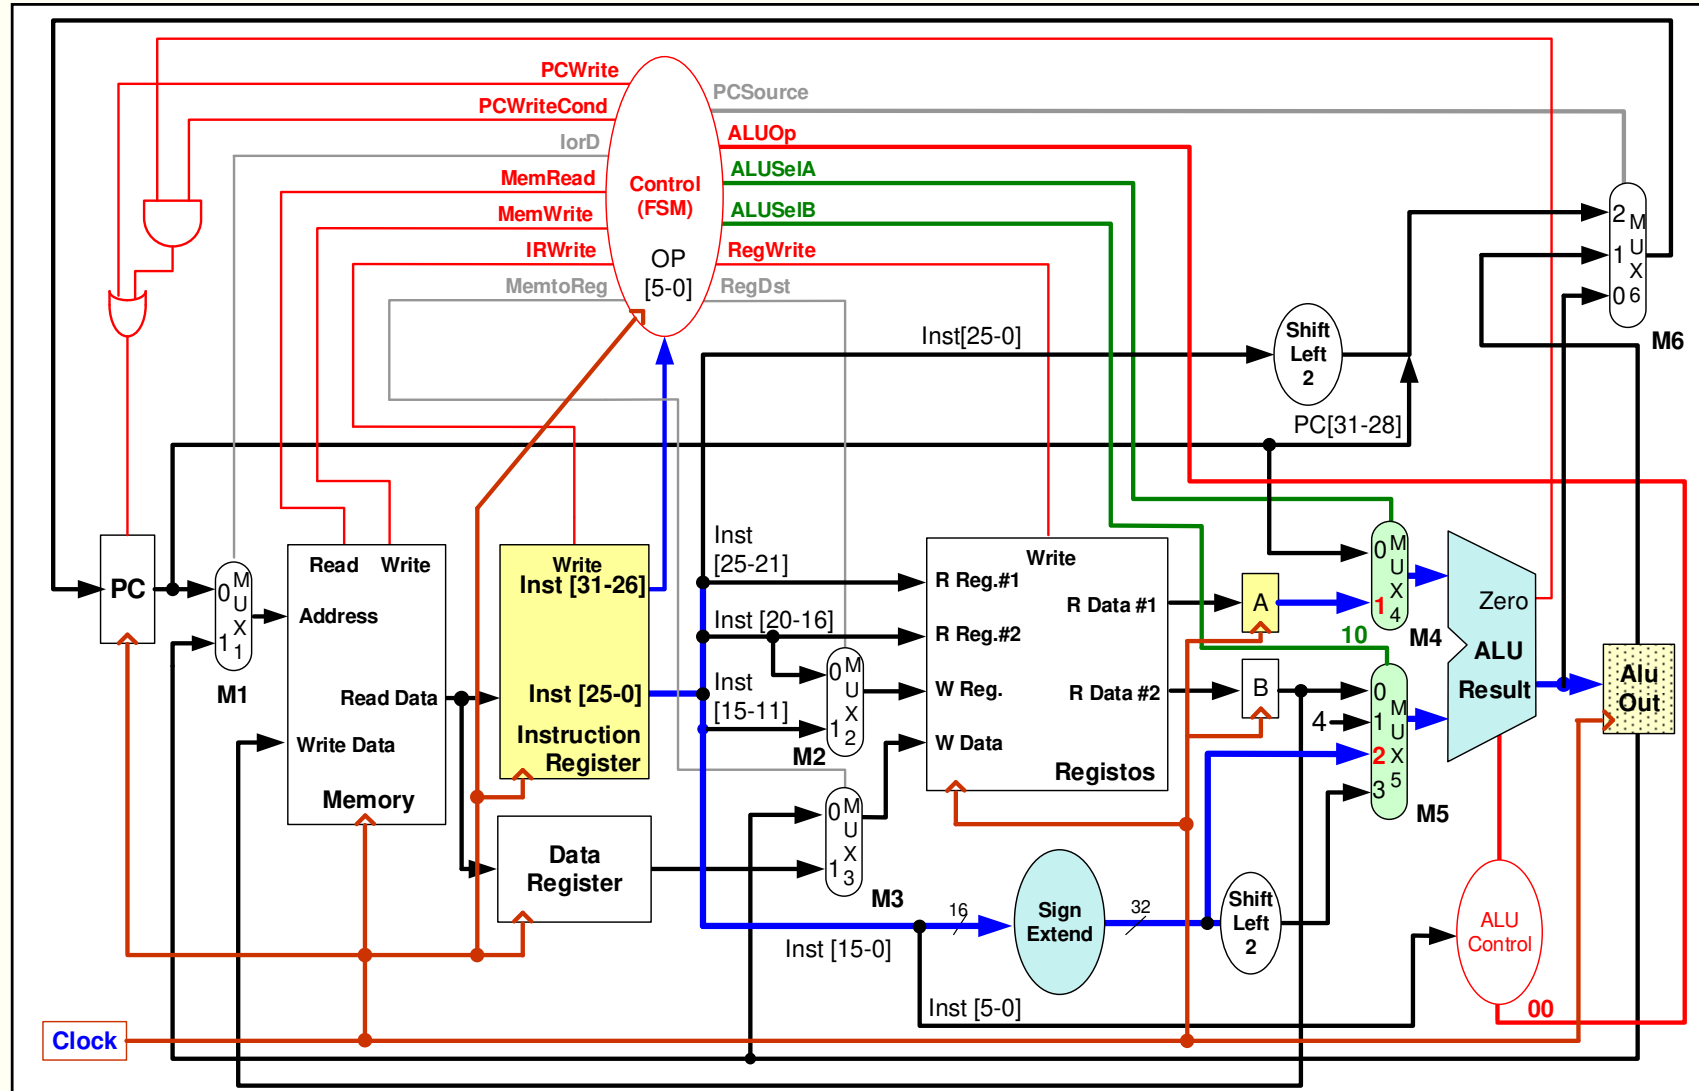 PCWrite
PCWriteCond
IorD
MemRead
MemWrite
IRWrite
MemtoReg
Control
(FSM)
OP
[5-0]
PCSource
ALUOp
ALUSelA
ALUSelB
RegWrite
RegDst
2
1
0
M
U
X
6
M6
Inst[25-0]
Shift
Left
2
PC[31-28]
PC
0
1
M
U
X
1
M1
Read
Write
Address
Read Data
Write Data
Memory
Write
Inst [31-26]
Inst [25-0]
Instruction
Register
Data
Register
Inst
[25-21]
Inst [20-16]
Inst
[15-11]
0
1
M
U
X
2
M2
0
1
M
U
X
3
M3
Write
R Reg.#1
R Reg.#2
W Reg.
W Data
R Data #1
R Data #2
Registos
A
B
4
10
0
1
M
U
X
4
M4
0
1
2
3
M
U
X
5
M5
Zero
ALU
Result
Alu
Out
Inst [15-0]
16
Sign
Extend
32
Shift
Left
2
ALU
Control
Inst [5-0]
00
Clock